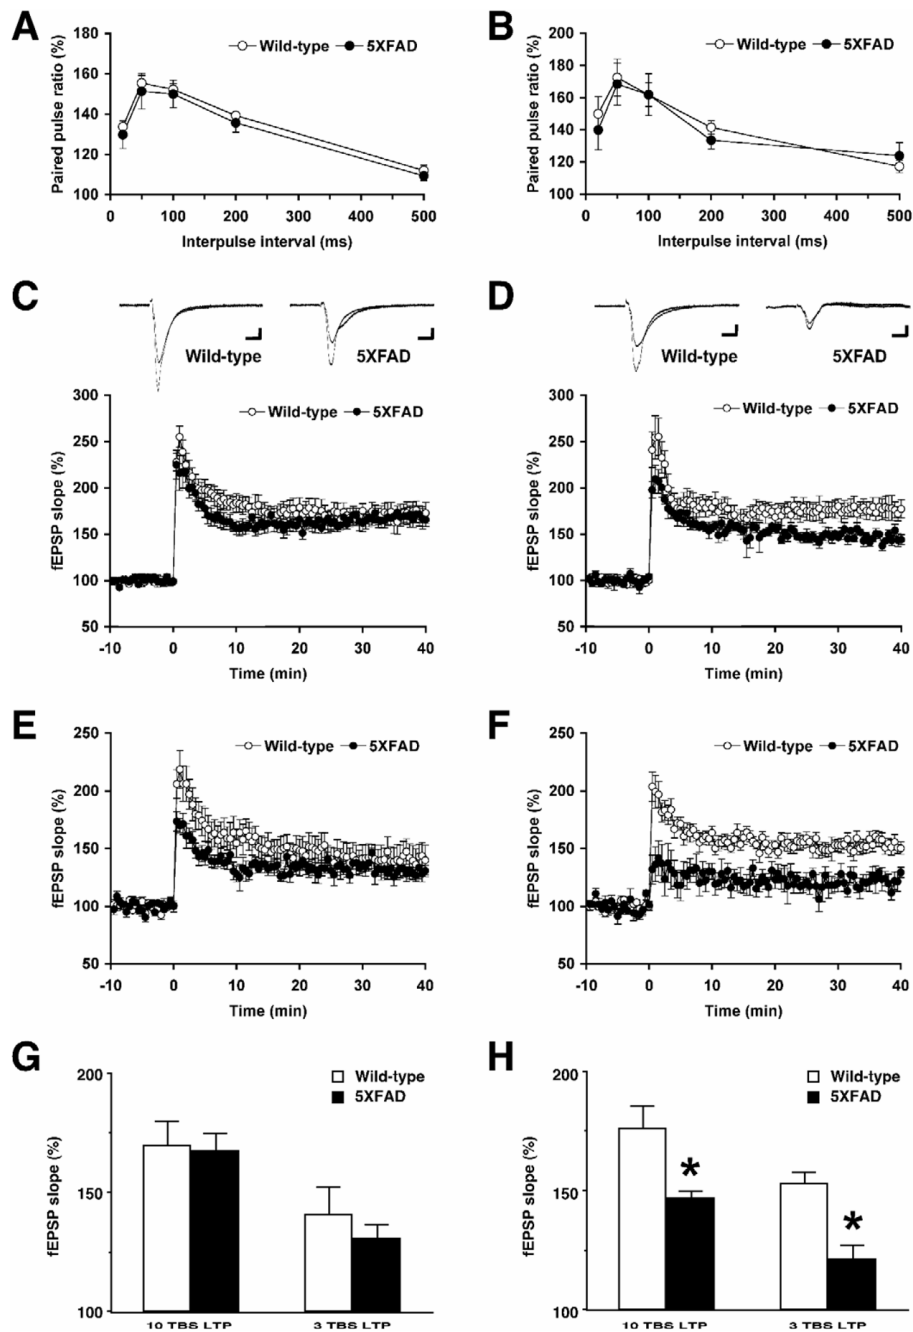 A
Wild-type 5XFAD
Paired pulse ratio (%)
180
160
140
120
100
0 100 200 300 400 500
Interpulse interval (ms)
B
Wild-type 5XFAD
Paired pulse ratio (%)
200
180
160
140
120
100
0 100 200 300 400 500
Interpulse interval (ms)
C
Wild-type 5XFAD
Wild-type 5XFAD
fEPSP slope (%)
300
250
200
150
100
50
-10 0 10 20 30 40
Time (min)
D
Wild-type 5XFAD
Wild-type 5XFAD
fEPSP slope (%)
300
250
200
150
100
50
-10 0 10 20 30 40
Time (min)
E
Wild-type 5XFAD
fEPSP slope (%)
250
200
150
100
50
-10 0 10 20 30 40
Time (min)
F
Wild-type 5XFAD
fEPSP slope (%)
250
200
150
100
50
-10 0 10 20 30 40
Time (min)
G
Wild-type
5XFAD
fEPSP slope (%)
200
150
100
10 TBS LTP 3 TBS LTP
H
Wild-type
5XFAD
fEPSP slope (%)
200
150
100
* *
10 TBS LTP 3 TBS LTP